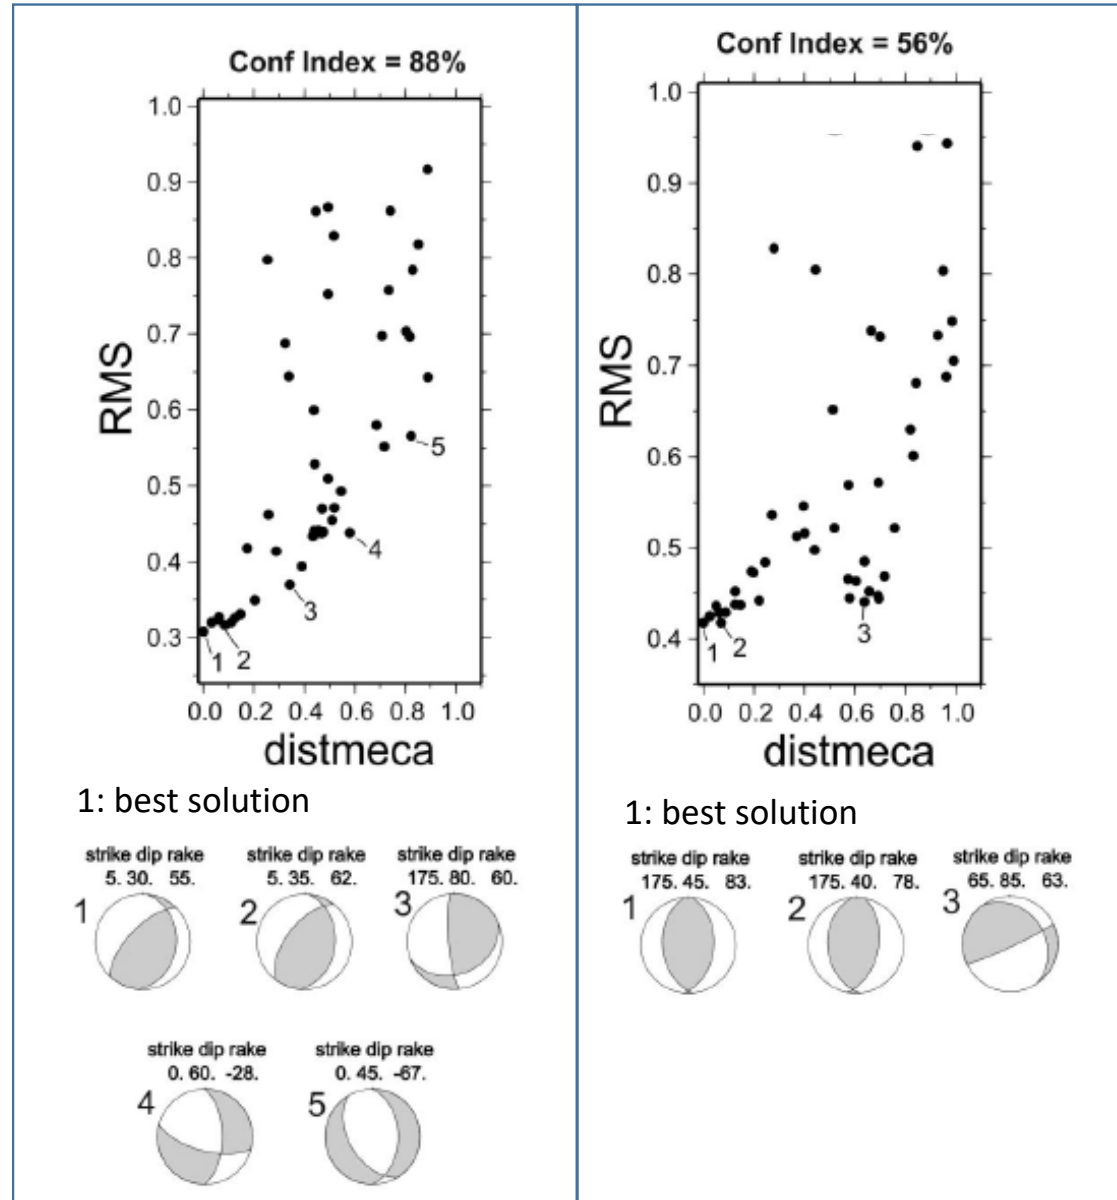 Conf Index = 88%
1.0
0.9
0.8
0.7
0.6
0.5
0.4
0.3
RMS
5
4
3
2
1
0.0 0.2 0.4 0.6 0.8 1.0
distmeca
1: best solution
strike dip rake
5. 30. 55.
1
strike dip rake
5. 35. 62.
2
strike dip rake
175. 80. 60.
3
strike dip rake
0. 60. -28.
4
strike dip rake
0. 45. -67.
5
Conf Index = 56%
1.0
0.9
0.8
0.7
0.6
0.5
0.4
RMS
3
1
2
0.0 0.2 0.4 0.6 0.8 1.0
distmeca
1: best solution
strike dip rake
175. 45. 83.
1
strike dip rake
175. 40. 78.
2
strike dip rake
65. 85. 63.
3